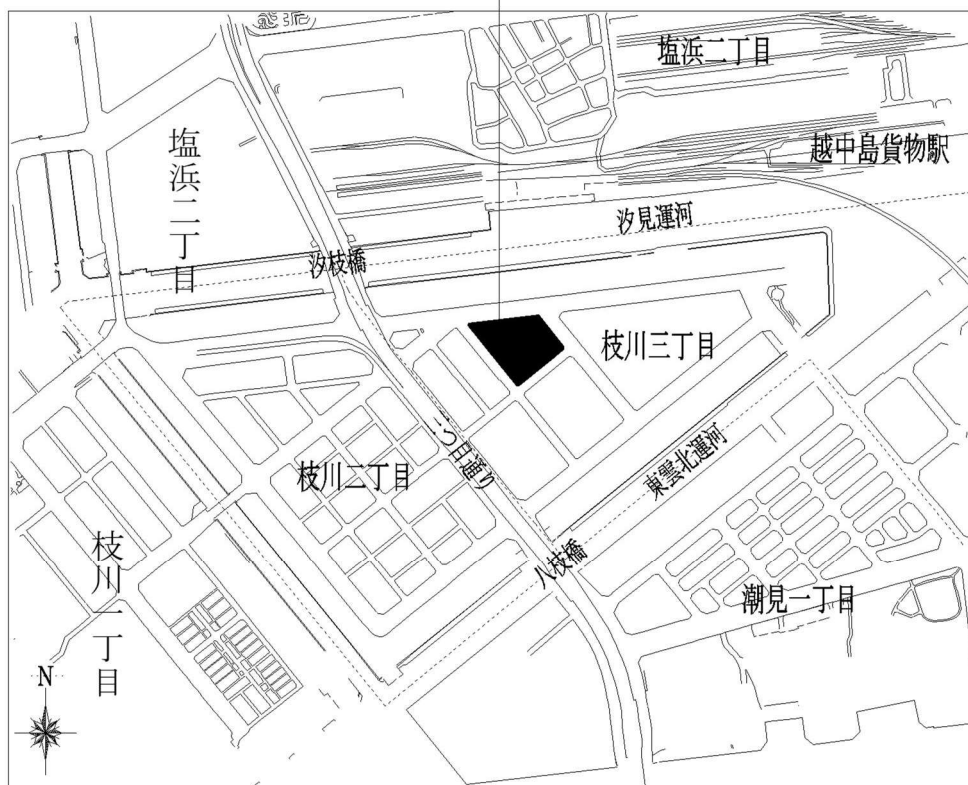 塩浜二丁目
塩浜二丁目
越中島貨物駅
汐見運河
汐枝橋
枝川三丁目
三つ目通り
枝川二丁目
東雲北運河
枝川一丁目
八枝橋
潮見一丁目
N